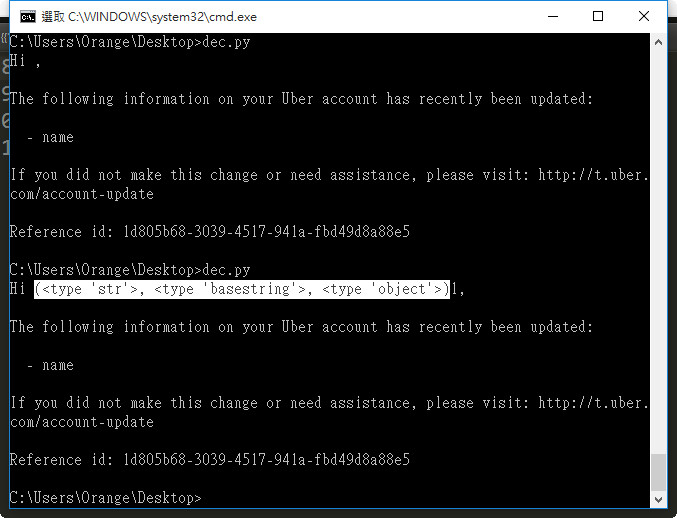 選取 C:\WINDOWS\system32\cmd.exe
C:\Users\Orange\Desktop>dec.py
Hi ,
The following information on your Uber account has recently been updated:
- name
If you did not make this change or need assistance, please visit: http://t.uber.
com/account-update
Reference id: 1d805b68-3039-4517-941a-fbd49d8a88e5
C:\Users\Orange\Desktop>dec.py
Hi (<type 'str'>, <type 'basestring'>, <type 'object'>)1,
The following information on your Uber account has recently been updated:
- name
If you did not make this change or need assistance, please visit: http://t.uber.
com/account-update
Reference id: 1d805b68-3039-4517-941a-fbd49d8a88e5
C:\Users\Orange\Desktop>